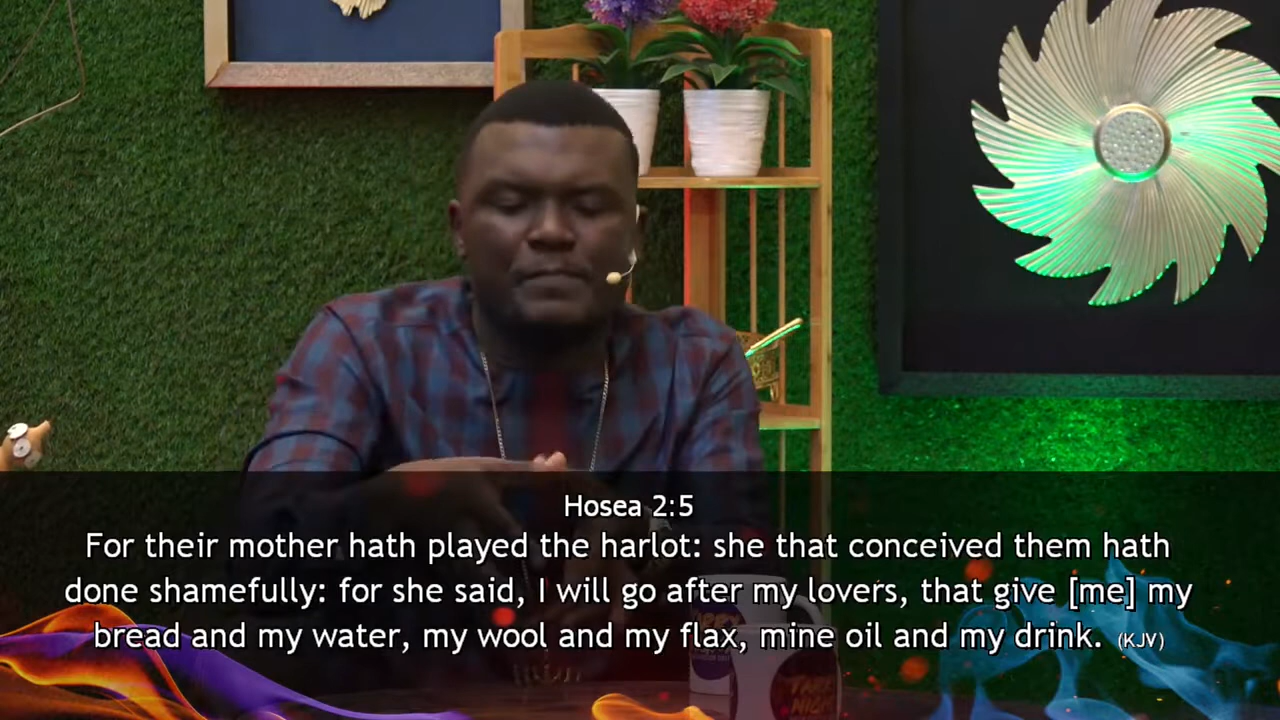 Hosea 2:5
For their mother hath played the harlot: she that conceived them hath
done shamefully: for she said, I will go after my lovers, that give [me] my
bread and my water, my wool and my flax, mine oil and my drink. (KJV)